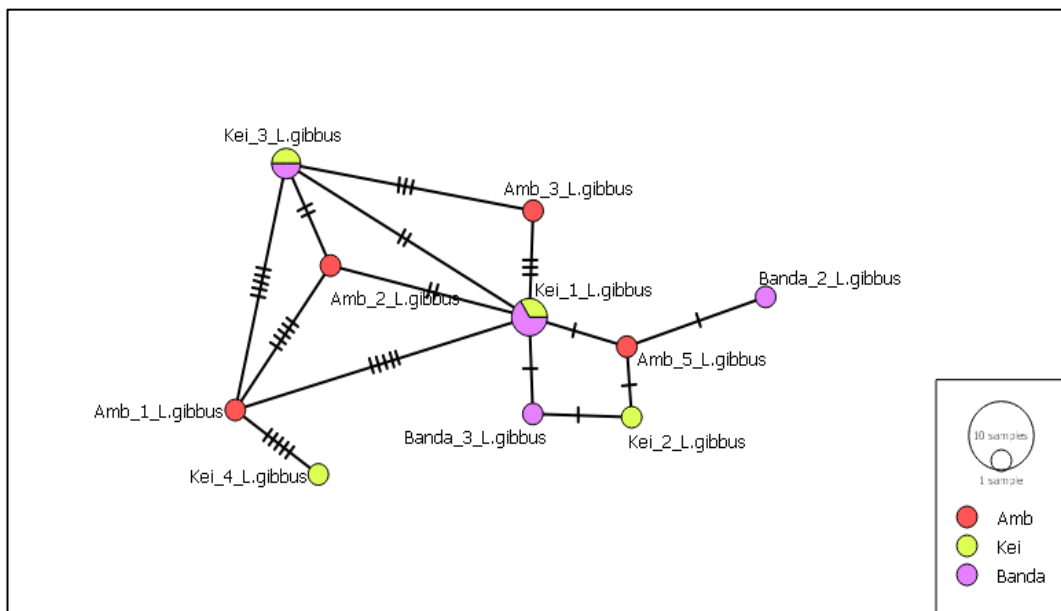 Kei_3_L.gibbus
Amb_3_L.gibbus
Amb_2_L.gibbus
Kei_1_L.gibbus
Banda_2_L.gibbus
Amb_5_L.gibbus
Amb_1_L.gibbus
Banda_3_L.gibbus
Kei_2_L.gibbus
Kei_4_L.gibbus
10 samples
1 sample
Amb
Kei
Banda